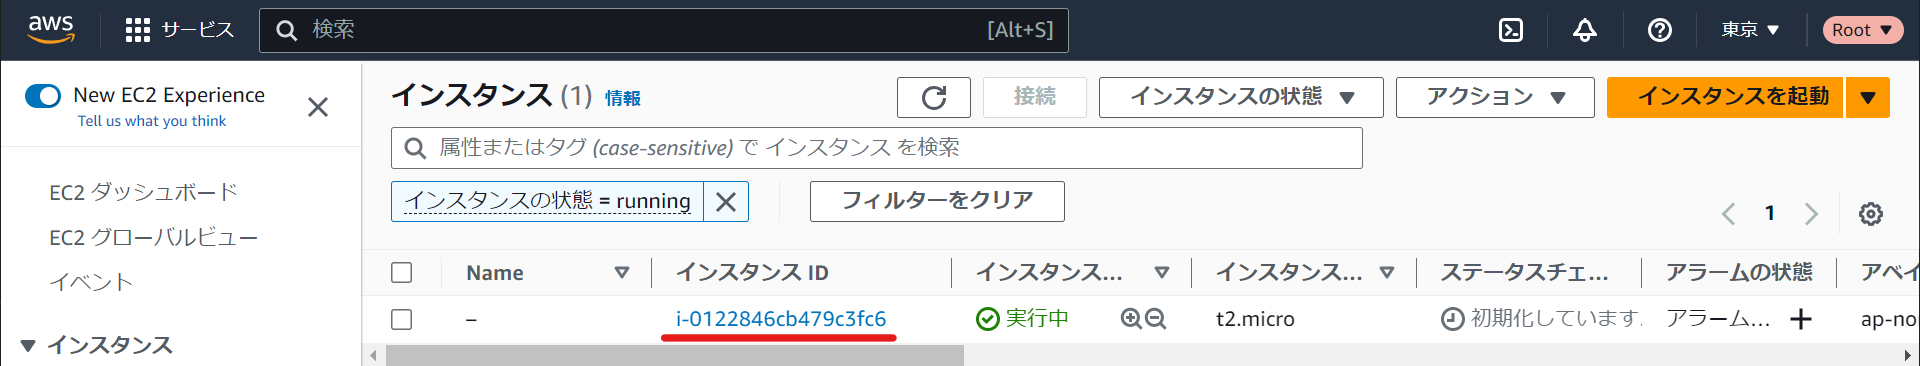 aws
サービス
検索
[Alt+S]
東京
Root
New EC2 Experience
Tell us what you think
EC2 ダッシュボード
EC2 グローバルビュー
イベント
インスタンス
インスタンス (1) 情報
接続
インスタンスの状態
アクション
インスタンスを起動
属性またはタグ (case-sensitive) で インスタンス を検索
インスタンスの状態 = running
フィルターをクリア
1
Name インスタンス ID インスタンス... インスタンス... ステータスチェ... アラームの状態 アベイ
– i-0122846cb479c3fc6 実行中 t2.micro 初期化しています. アラーム... ap-no